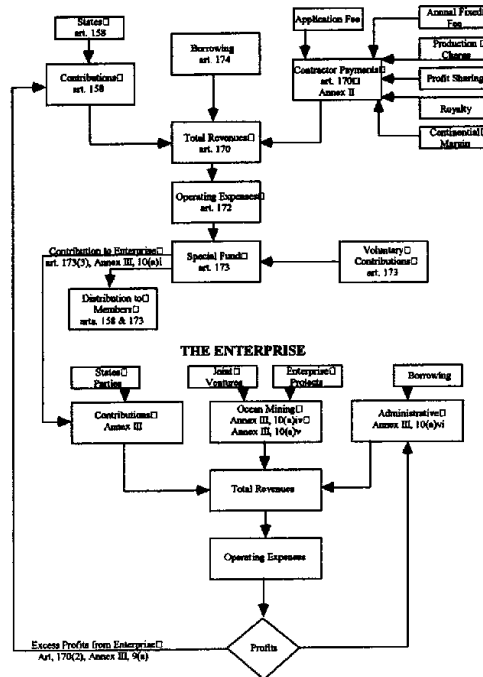 States
art. 158
Contributions
art. 158
Borrowing
art. 174
Application Fee
Annual Fixed
Fee
Production
Charge
Profit Sharing
Royalty
Continential
Margin
Contractor Payments
art. 170
Annex II
Total Revenues
art. 170
Operating Expenses
art. 172
Contribution to Enterprise
art. 173(3), Annex III, 10(a)i
Special Fund
art. 173
Voluntary
Contributions
art. 173
Distribution to
Members
arts. 158 & 173
THE ENTERPRISE
States
Parties
Joint
Ventures
Enterprise
Projects
Borrowing
Contributions
Annex III
Ocean Mining
Annex III, 10(a)iv
Annex III, 10(a)v
Administrative
Annex III, 10(a)vi
Total Revenues
Operating Expenses
Excess Profits from Enterprise
Art, 170(2), Annex III, 9(a)
Profits